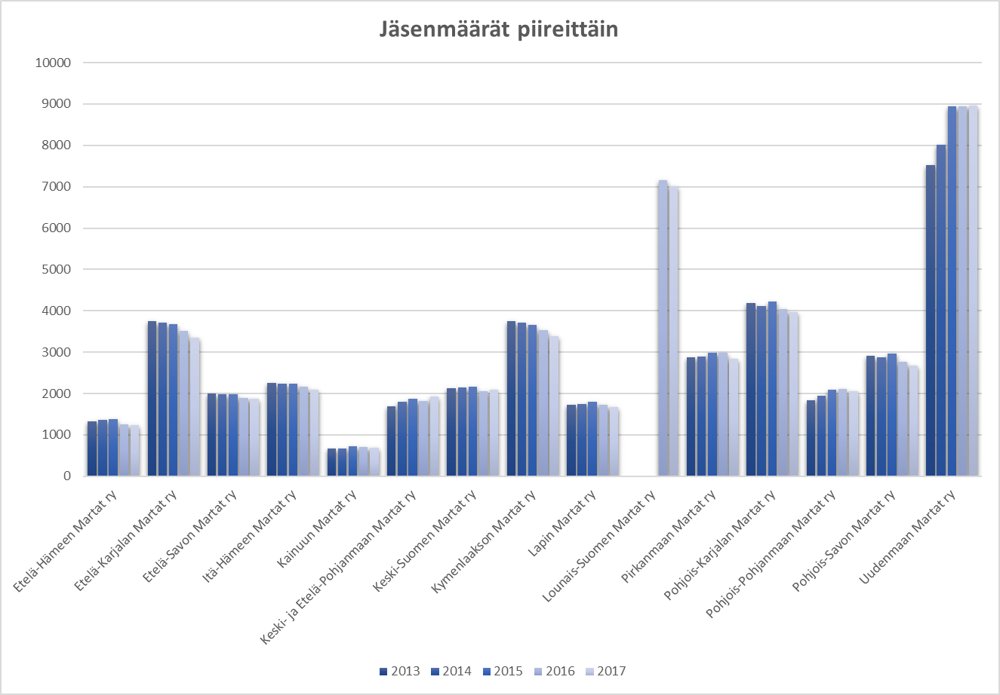 Jäsenmäärät piireittäin
10000
9000
8000
7000
6000
5000
4000
3000
2000
1000
0
Etelä-Hämeen Martat ry
Etelä-Karjalan Martat ry
Etelä-Savon Martat ry
Itä-Hämeen Martat ry
Kainuun Martat ry
Keski- ja Etelä-Pohjanmaan Martat ry
Keski-Suomen Martat ry
Kymenlaakson Martat ry
Lapin Martat ry
Lounais-Suomen Martat ry
Pirkanmaan Martat ry
Pohjois-Karjalan Martat ry
Pohjois-Pohjanmaan Martat ry
Pohjois-Savon Martat ry
Uudenmaan Martat ry
2013 2014 2015 2016 2017